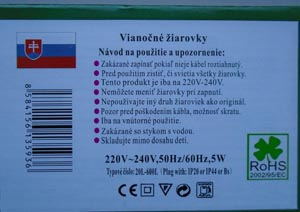 Vianočné žiarovky
Návod na použitie a upozornenie:
Zakázané zapínať pokiaľ nieje kábel roztiahnutý.
Pred použitím zistiť, či svietia všetky žiarovky.
Tento produkt je iba na 220V-240V.
Nemôžete meniť žiarovky pri zapnutí.
Nepoužívajte iný druh žiaroviek ako originál.
Pozor pred poškodením kábla, možnosť skratu.
Iba na vnútorné použitie.
Zakázané so stykom s vodou.
Skladujte mimo dosahu detí.
220V~240V,50Hz/60Hz,5W
Typové číslo: 20L-600L (Plug with: IP20 or IP44 or Bs)
CE
8584156135936
RoHS
2002/95/EC